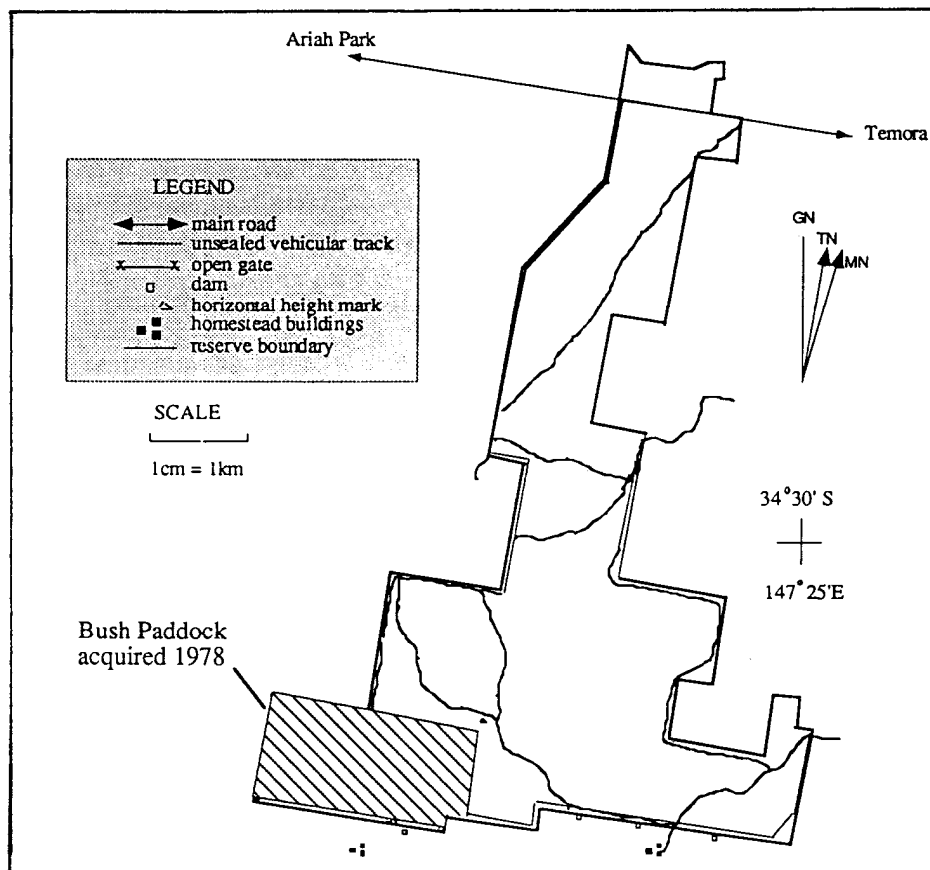 Ariah Park
Temora
LEGEND
main road
unsealed vehicular track
x x open gate
dam
horizontal height mark
homestead buildings
reserve boundary
GN
TN
MN
SCALE
1cm = 1km
34°30' S
147°25'E
Bush Paddock
acquired 1978